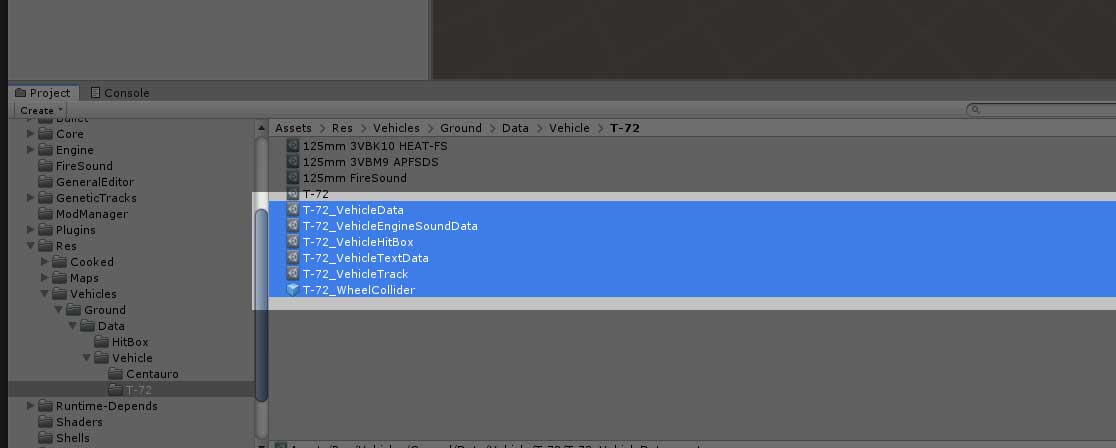 Project
Console
Create
Bullet
Core
Engine
FireSound
GeneralEditor
GeneticTracks
ModManager
Plugins
Res
Cooked
Maps
Vehicles
Ground
Data
HitBox
Vehicle
Centauro
T-72
Runtime-Depends
Shaders
Shells
Assets > Res > Vehicles > Ground > Data > Vehicle > T-72
125mm 3VBK10 HEAT-FS
125mm 3VBM9 APFSDS
125mm FireSound
T-72
T-72_VehicleData
T-72_VehicleEngineSoundData
T-72_VehicleHitBox
T-72_VehicleTextData
T-72_VehicleTrack
T-72_WheelCollider